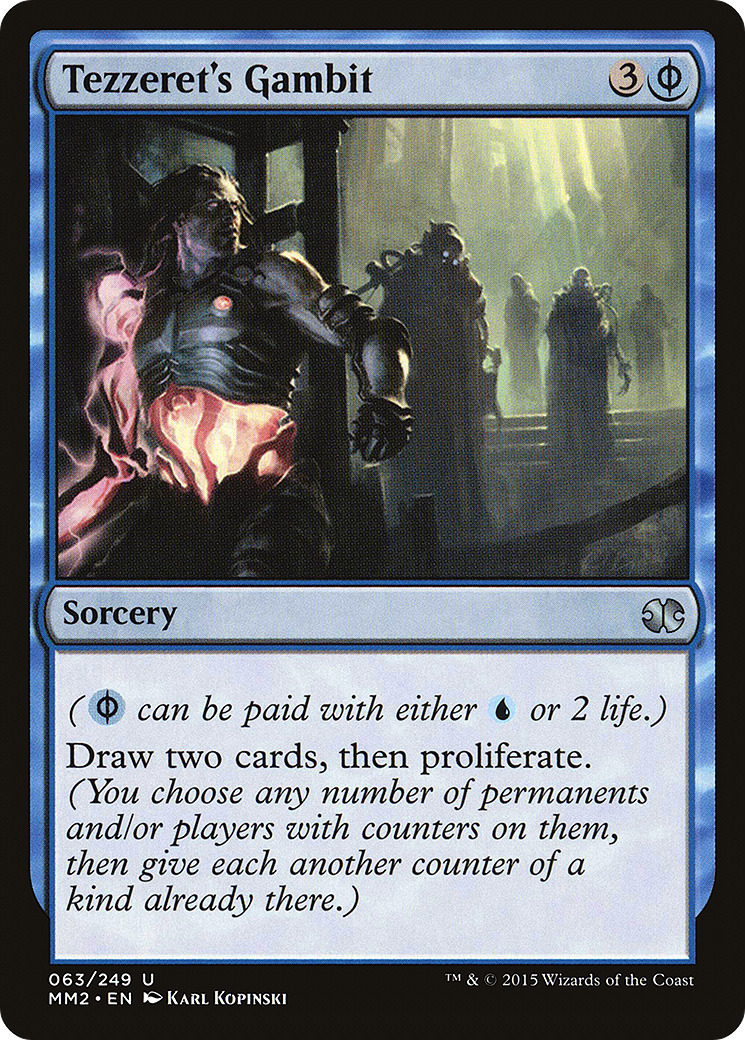 Tezzeret's Gambit 3
Sorcery
( can be paid with either or 2 life.)
Draw two cards, then proliferate.
(You choose any number of permanents
and/or players with counters on them,
then give each another counter of a
kind already there.)
063/249 U
MM2 • EN Karl Kopinski
™ & © 2015 Wizards of the Coast